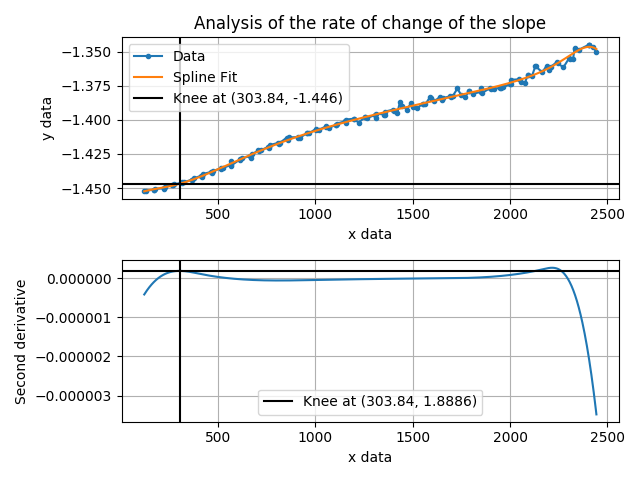 Analysis of the rate of change of the slope
−1.350
−1.375
−1.400
−1.425
−1.450
y data
Data
Spline Fit
Knee at (303.84, -1.446)
500
1000
1500
2000
2500
x data
0.000000
−0.000001
−0.000002
−0.000003
Second derivative
Knee at (303.84, 1.8886)
500
1000
1500
2000
2500
x data